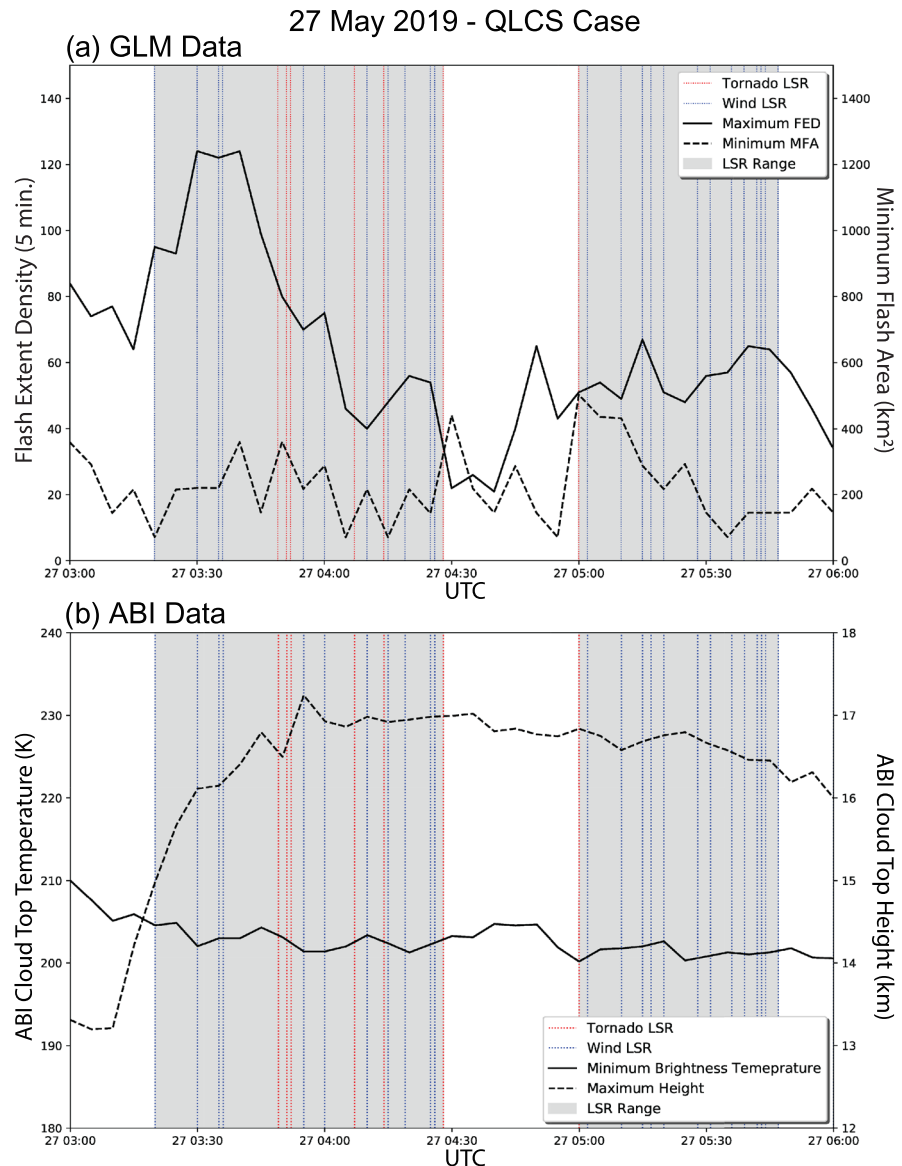 27 May 2019 - QLCS Case
(a) GLM Data
Flash Extent Density (5 min.)
140
120
100
80
60
40
20
0
Tornado LSR
Wind LSR
Maximum FED
Minimum MFA
LSR Range
1400
1200
1000
800
600
400
200
0
Minimum Flash Area (km²)
27 03:00 27 03:30 27 04:00 27 04:30 27 05:00 27 05:30 27 06:00
UTC
(b) ABI Data
ABI Cloud Top Temperature (K)
240
230
220
210
200
190
180
18
17
16
15
14
13
12
ABI Cloud Top Height (km)
Tornado LSR
Wind LSR
Minimum Brightness Temeprature
Maximum Height
LSR Range
27 03:00 27 03:30 27 04:00 27 04:30 27 05:00 27 05:30 27 06:00
UTC